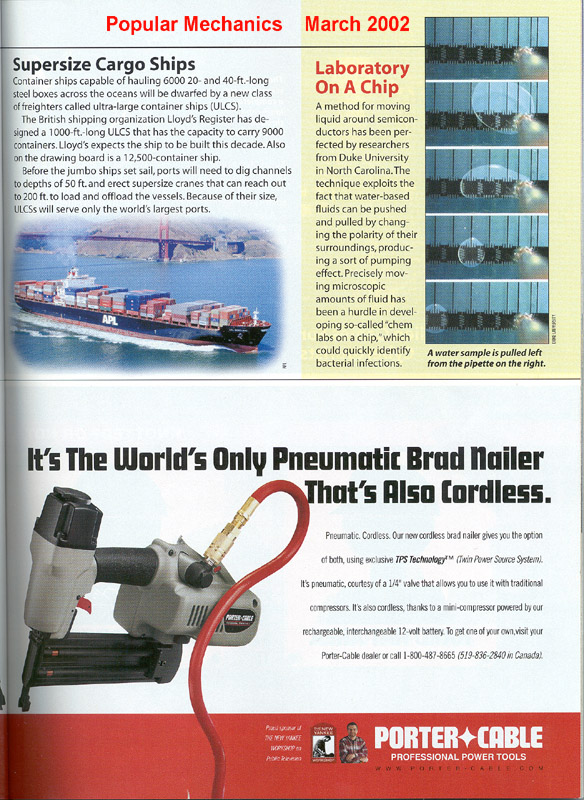 Popular Mechanics March 2002
Supersize Cargo Ships
Container ships capable of hauling 6000 20- and 40-ft.-long
steel boxes across the oceans will be dwarfed by a new class
of freighters called ultra-large container ships (ULCS).
The British shipping organization Lloyd's Register has de-
signed a 1000-ft.-long ULCS that has the capacity to carry 9000
containers. Lloyd's expects the ship to be built this decade. Also
on the drawing board is a 12,500-container ship.
Before the jumbo ships set sail, ports will need to dig channels
to depths of 50 ft. and erect supersize cranes that can reach out
to 200 ft. to load and offload the vessels. Because of their size,
ULCSs will serve only the world's largest ports.
APL
Laboratory
On A Chip
A method for moving
liquid around semicon-
ductors has been per-
fected by researchers
from Duke University
in North Carolina. The
technique exploits the
fact that water-based
fluids can be pushed
and pulled by chang-
ing the polarity of their
surroundings, produc-
ing a sort of pumping
effect. Precisely mov-
ing microscopic
amounts of fluid has
been a hurdle in devel-
oping so-called "chem
labs on a chip," which
could quickly identify
bacterial infections.
DUKE UNIVERSITY
A water sample is pulled left
from the pipette on the right.
It's The World's Only Pneumatic Brad Nailer
That's Also Cordless.
Pneumatic. Cordless. Our new cordless brad nailer gives you the option
of both, using exclusive TPS Technology™ (Twin Power Source System).
It's pneumatic, courtesy of a 1/4" valve that allows you to use it with traditional
compressors. It's also cordless, thanks to a mini-compressor powered by our
rechargeable, interchangeable 12-volt battery. To get one of your own,visit your
Porter-Cable dealer or call 1-800-487-8665 (519-836-2840 in Canada).
PORTER+CABLE
Proud sponsor of
THE NEW YANKEE
WORKSHOP on
Public Television
THE NEW
YANKEE
WORKSHOP
PORTER+CABLE
PROFESSIONAL POWER TOOLS
WWW.PORTER-CABLE.COM